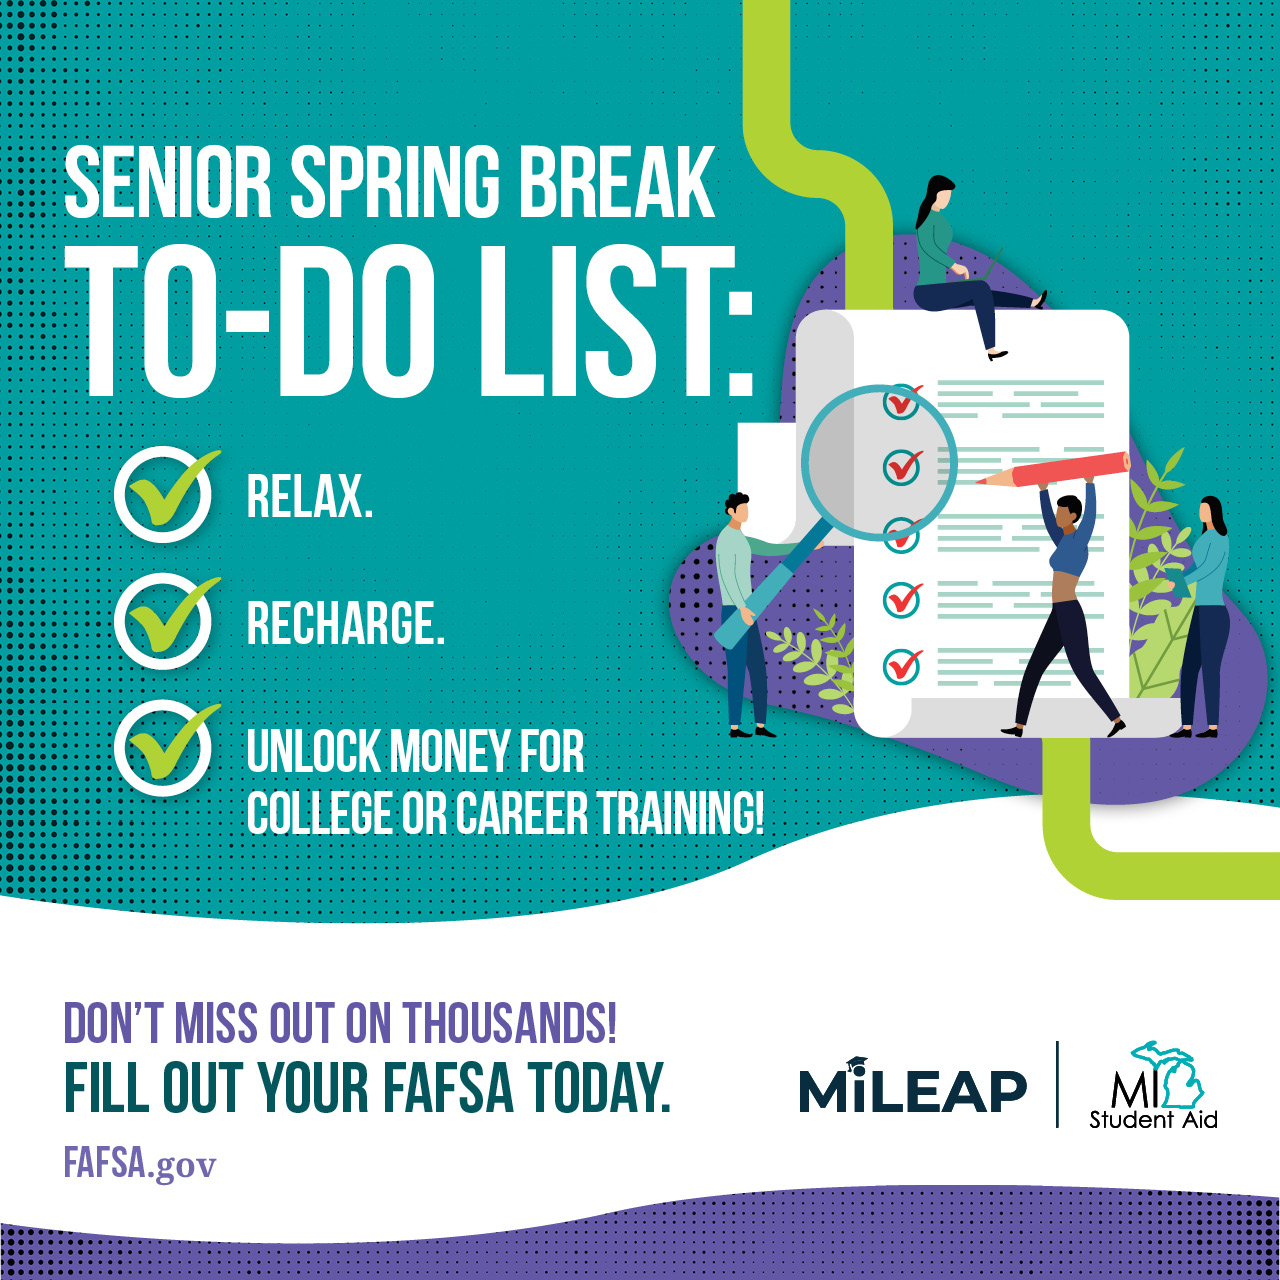 SENIOR SPRING BREAK
TO-DO LIST:
RELAX.
RECHARGE.
UNLOCK MONEY FOR
COLLEGE OR CAREER TRAINING!
DON'T MISS OUT ON THOUSANDS!
FILL OUT YOUR FAFSA TODAY.
FAFSA.gov
MiLEAP
MI
Student Aid